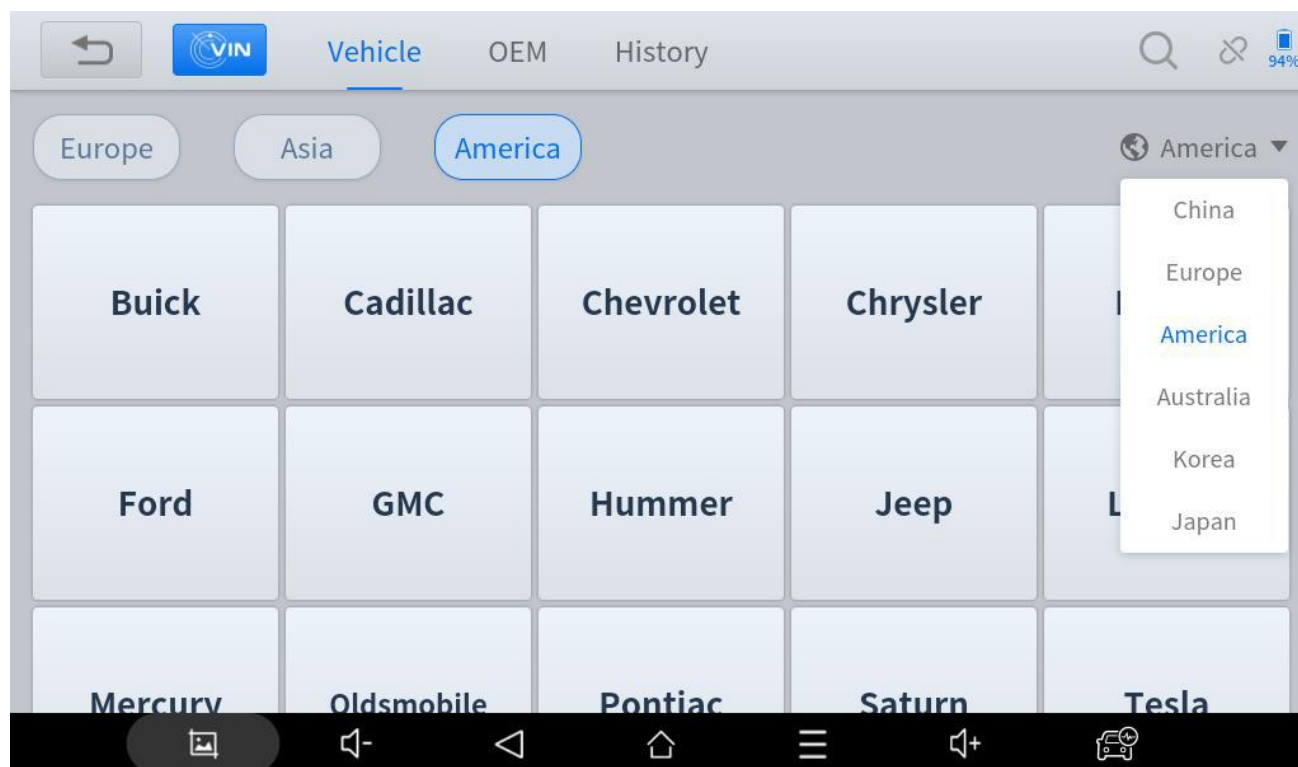 VIN Vehicle OEM History 94%
Europe Asia America America
China
Europe
America
Australia
Korea
Japan
Buick Cadillac Chevrolet Chrysler
Ford GMC Hummer Jeep L
Mercury Oldsmobile Pontiac Saturn Tesla